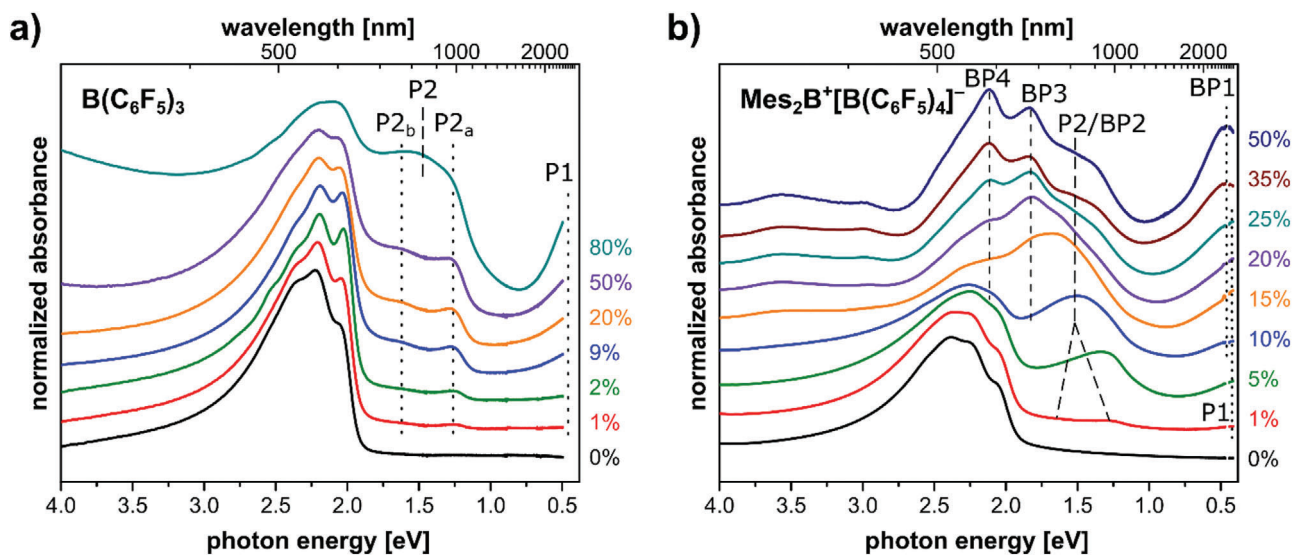 a)
wavelength [nm]
500 1000 2000
B(C6F5)3
P2
P2b P2a
P1
80%
50%
20%
9%
2%
1%
0%
normalized absorbance
4.0 3.5 3.0 2.5 2.0 1.5 1.0 0.5
photon energy [eV]
b)
wavelength [nm]
500 1000 2000
Mes2B+[B(C6F5)4]−
BP4
BP3
P2/BP2
BP1
50%
35%
25%
20%
15%
10%
5%
P1 1%
0%
normalized absorbance
4.0 3.5 3.0 2.5 2.0 1.5 1.0 0.5
photon energy [eV]